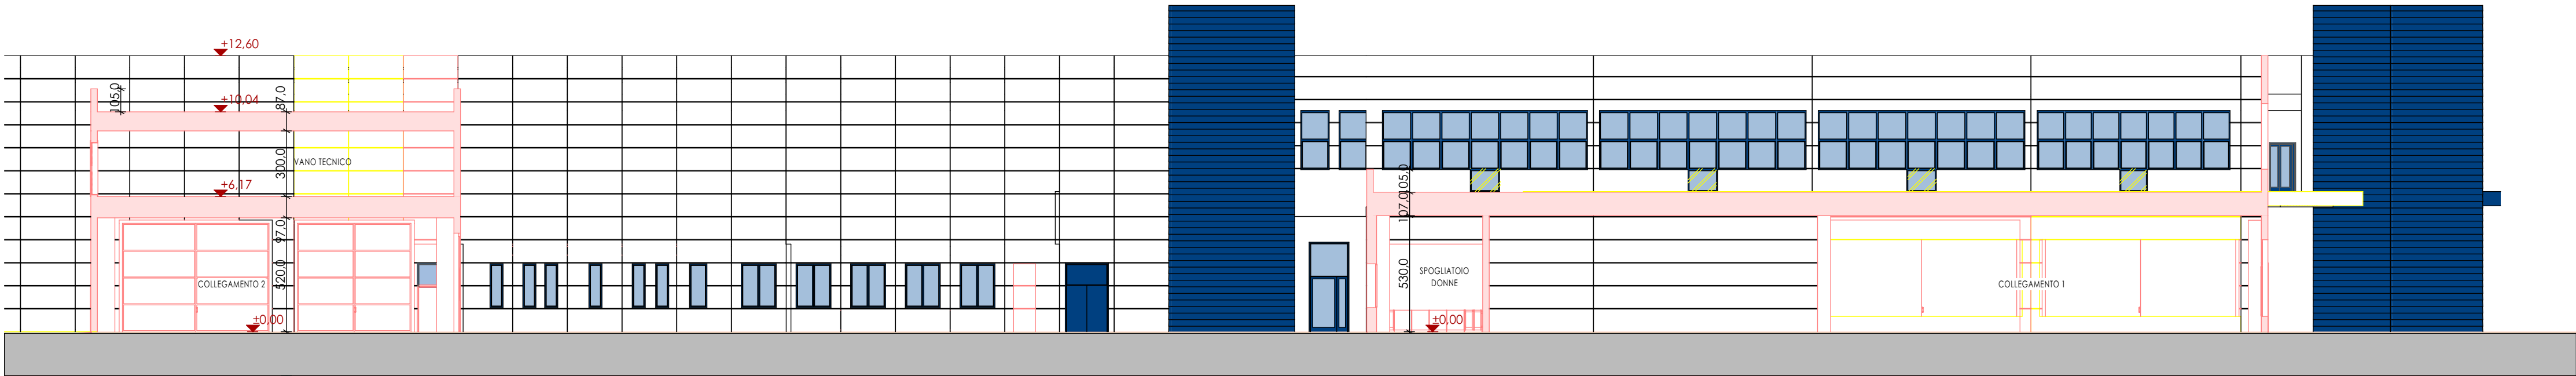 +12,60
105,0
+10,04
87,0
VANO TECNICO
300,0
+6,17
97,0
COLLEGAMENTO 2
520,0
±0,00
105,0
107,0
530,0
SPOGLIATOIO
DONNE
±0,00
COLLEGAMENTO 1